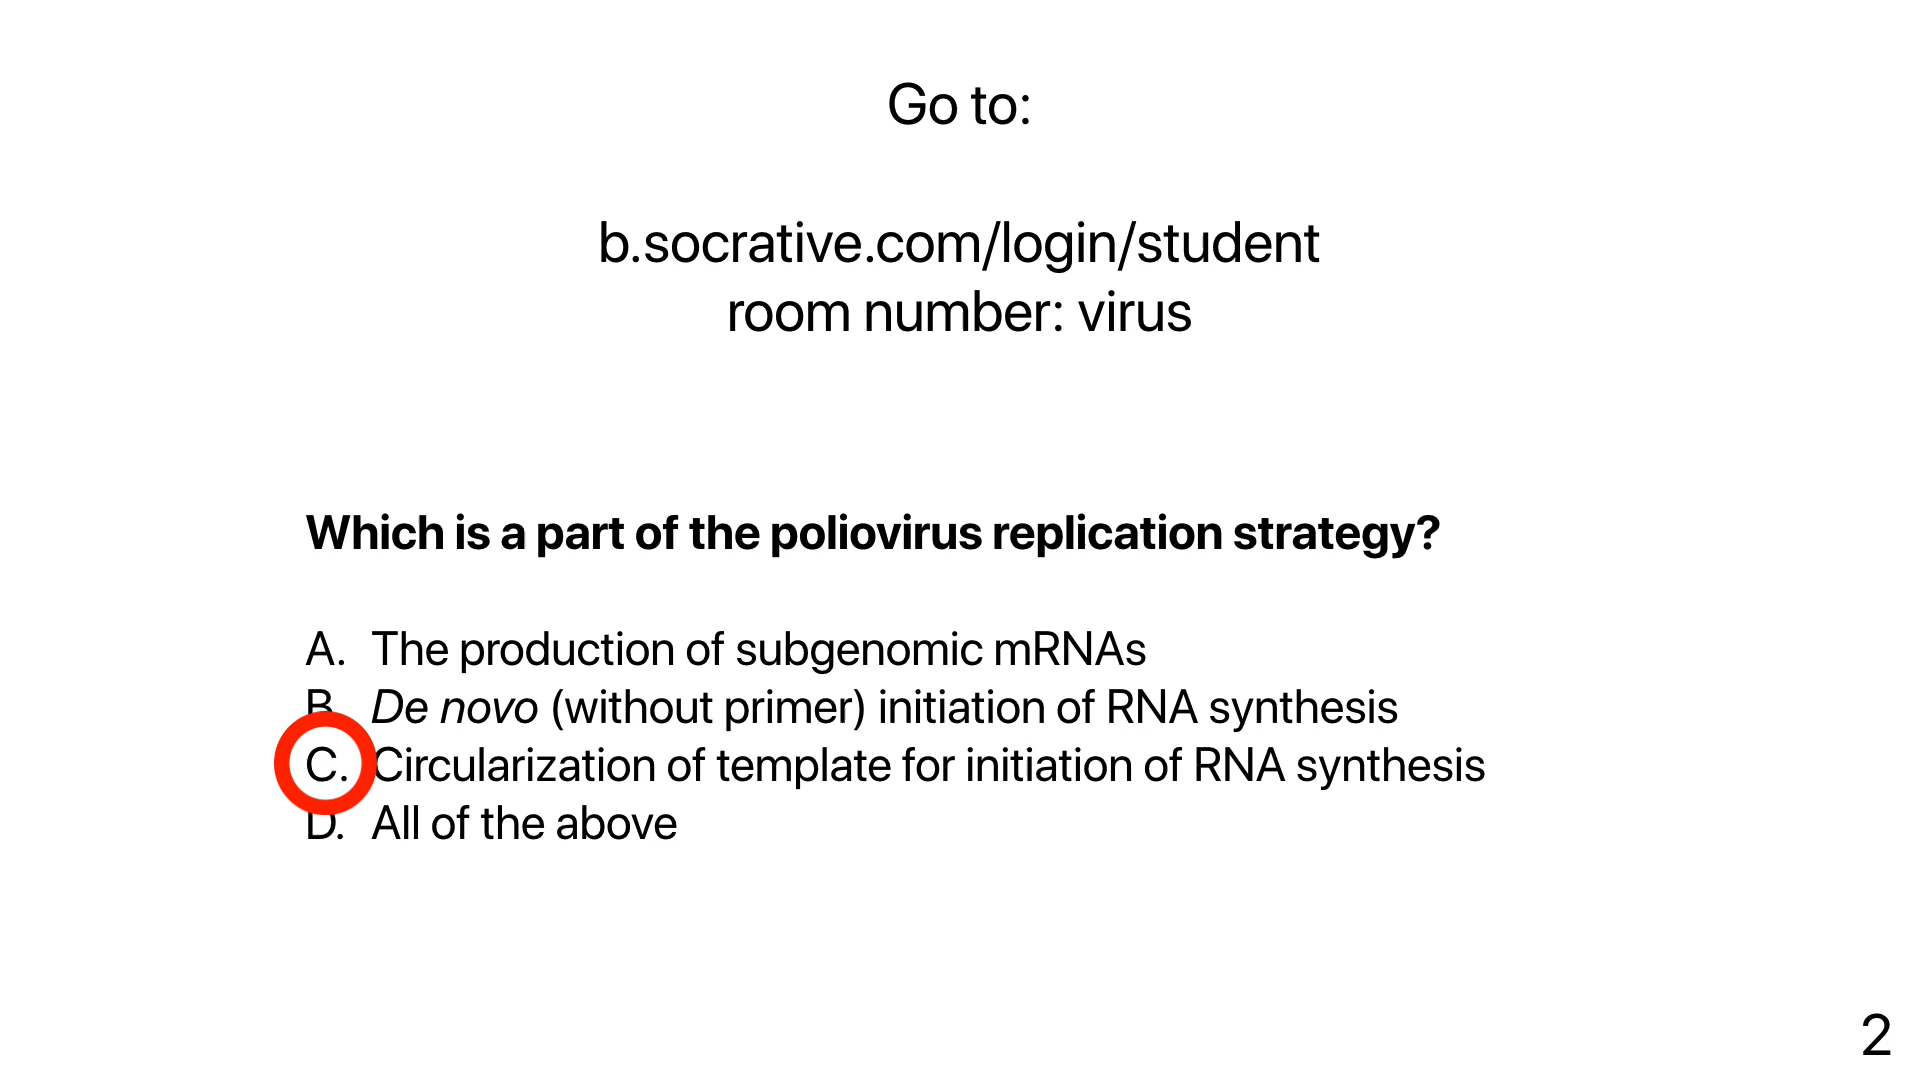 Go to:
b.socrative.com/login/student
room number: virus
Which is a part of the poliovirus replication strategy?
A. The production of subgenomic mRNAs
B. De novo (without primer) initiation of RNA synthesis
C. Circularization of template for initiation of RNA synthesis
D. All of the above
2